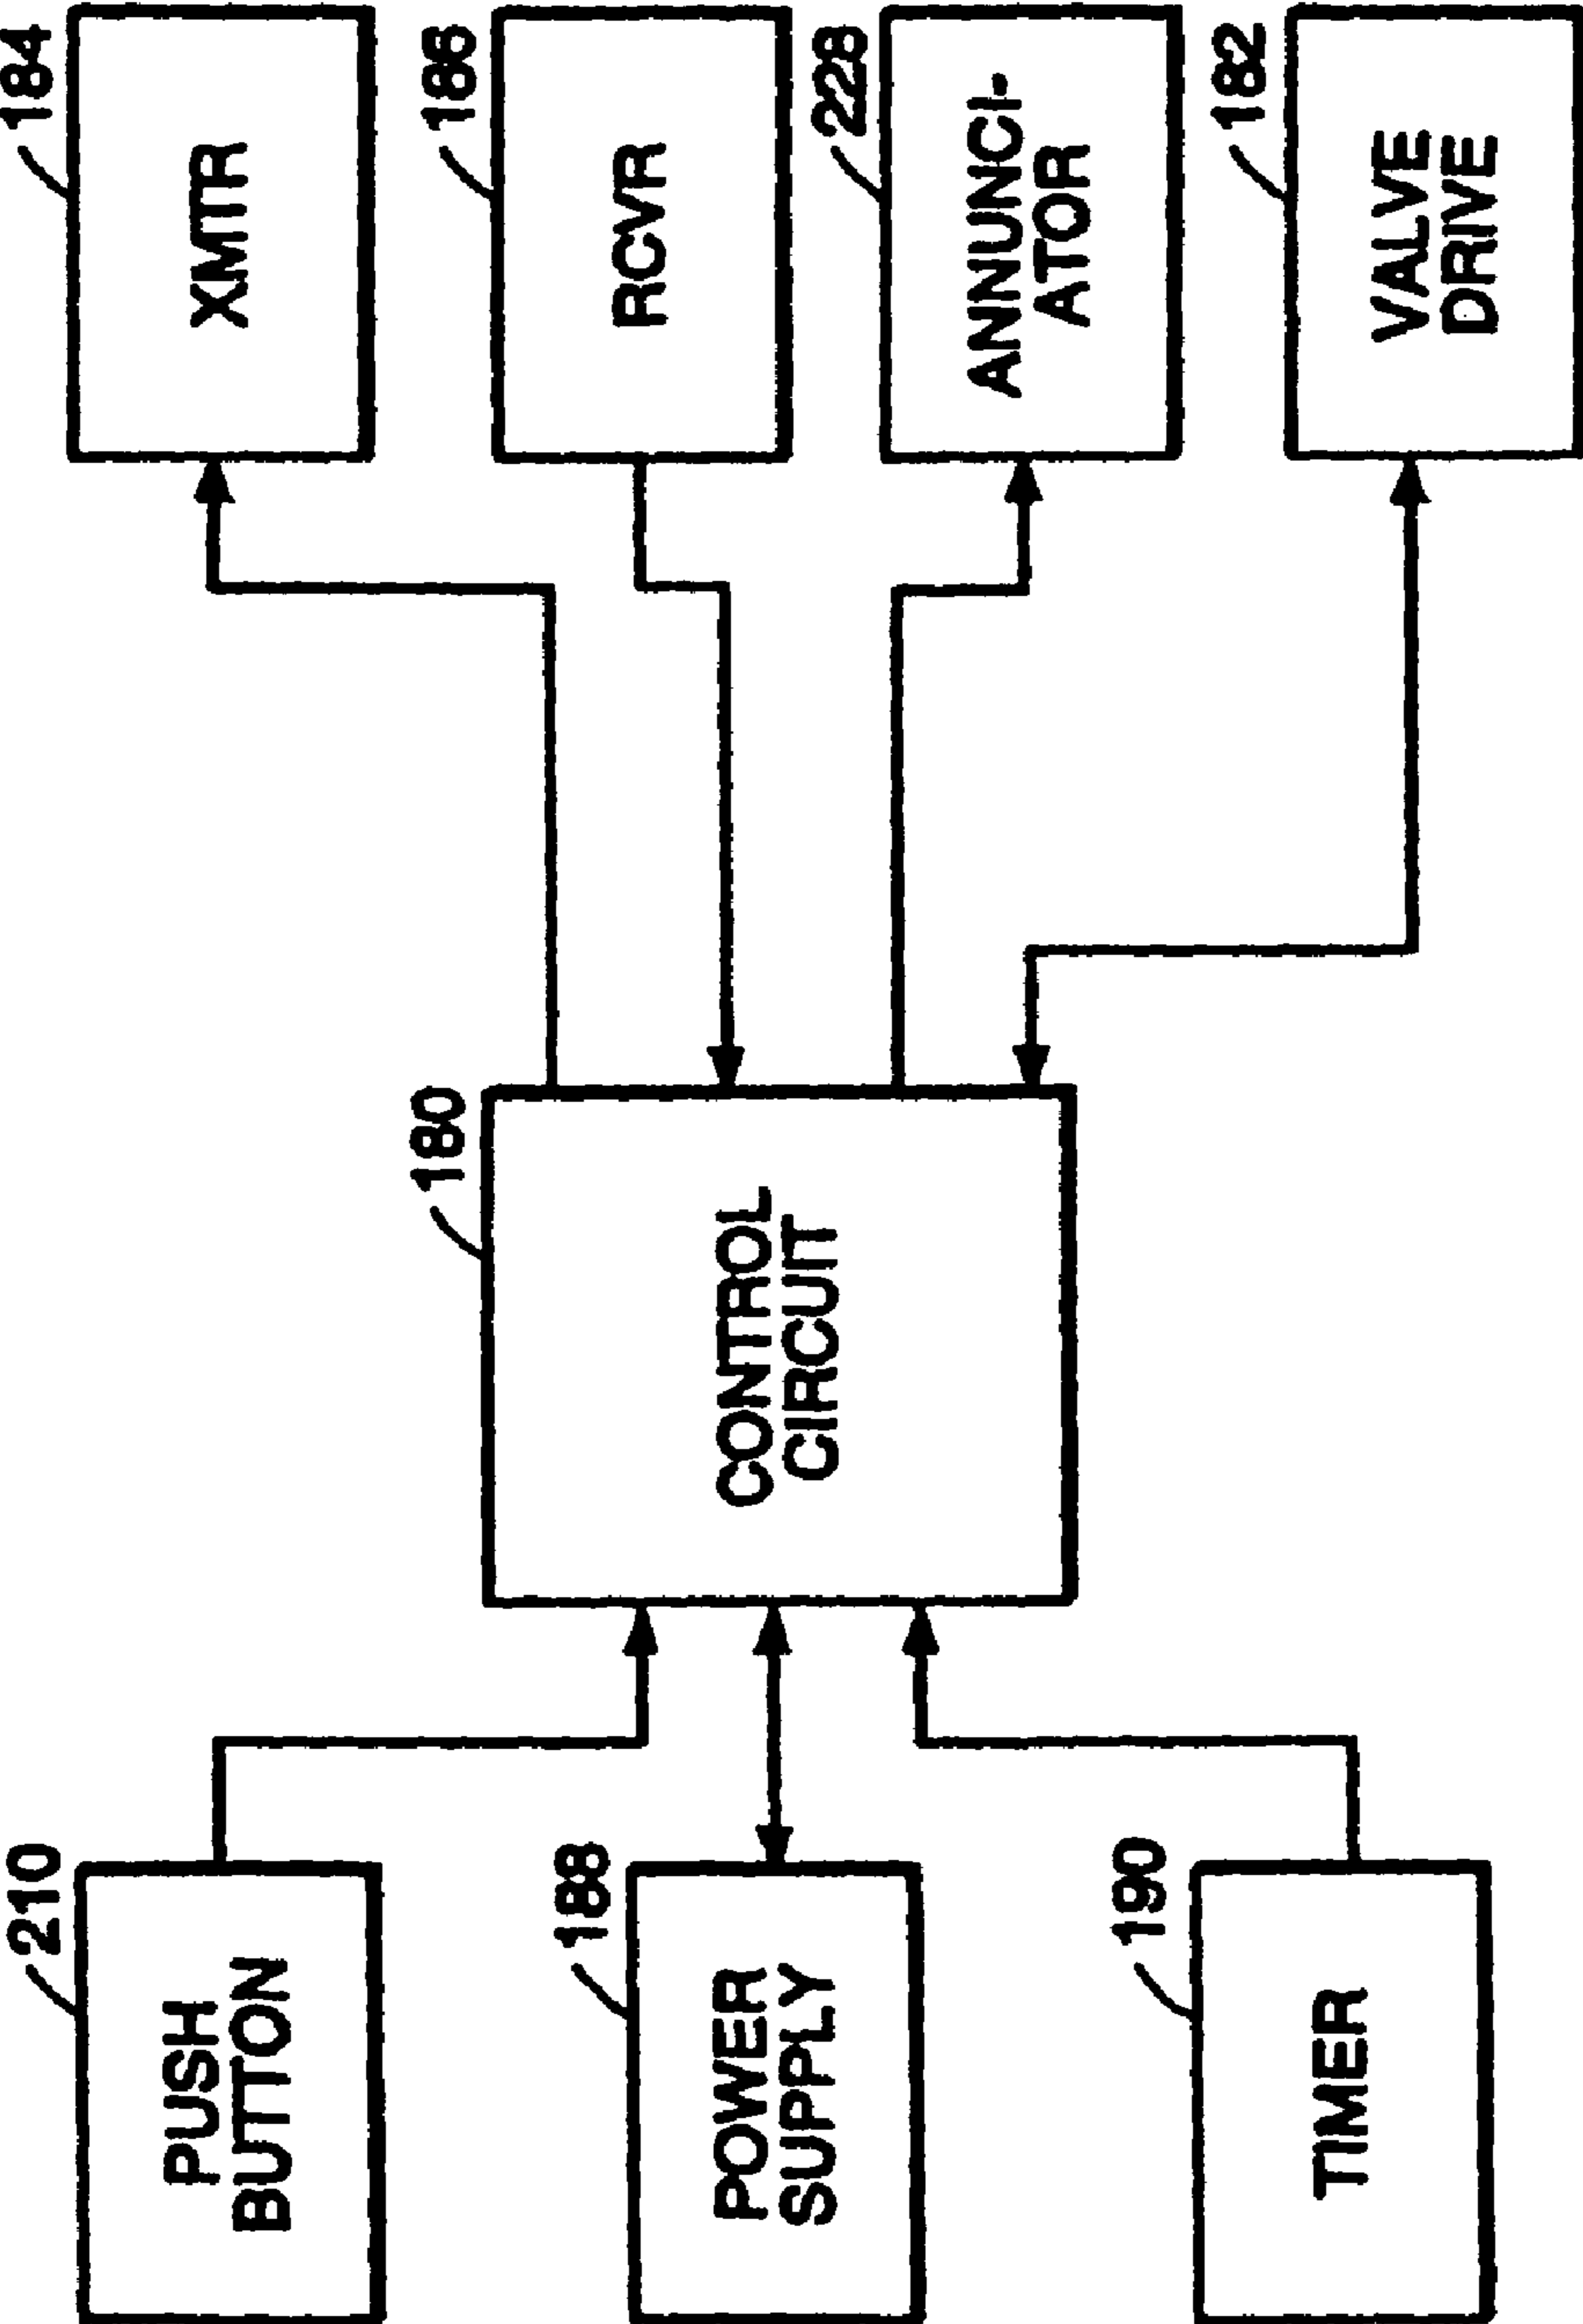 210
PUSH
BUTTON
188
POWER
SUPPLY
190
TIMER
180
CONTROL
CIRCUIT
184
XMTR
186
RCVR
228
ANNUNCI-
ATOR
182
VALVE
DRIVE